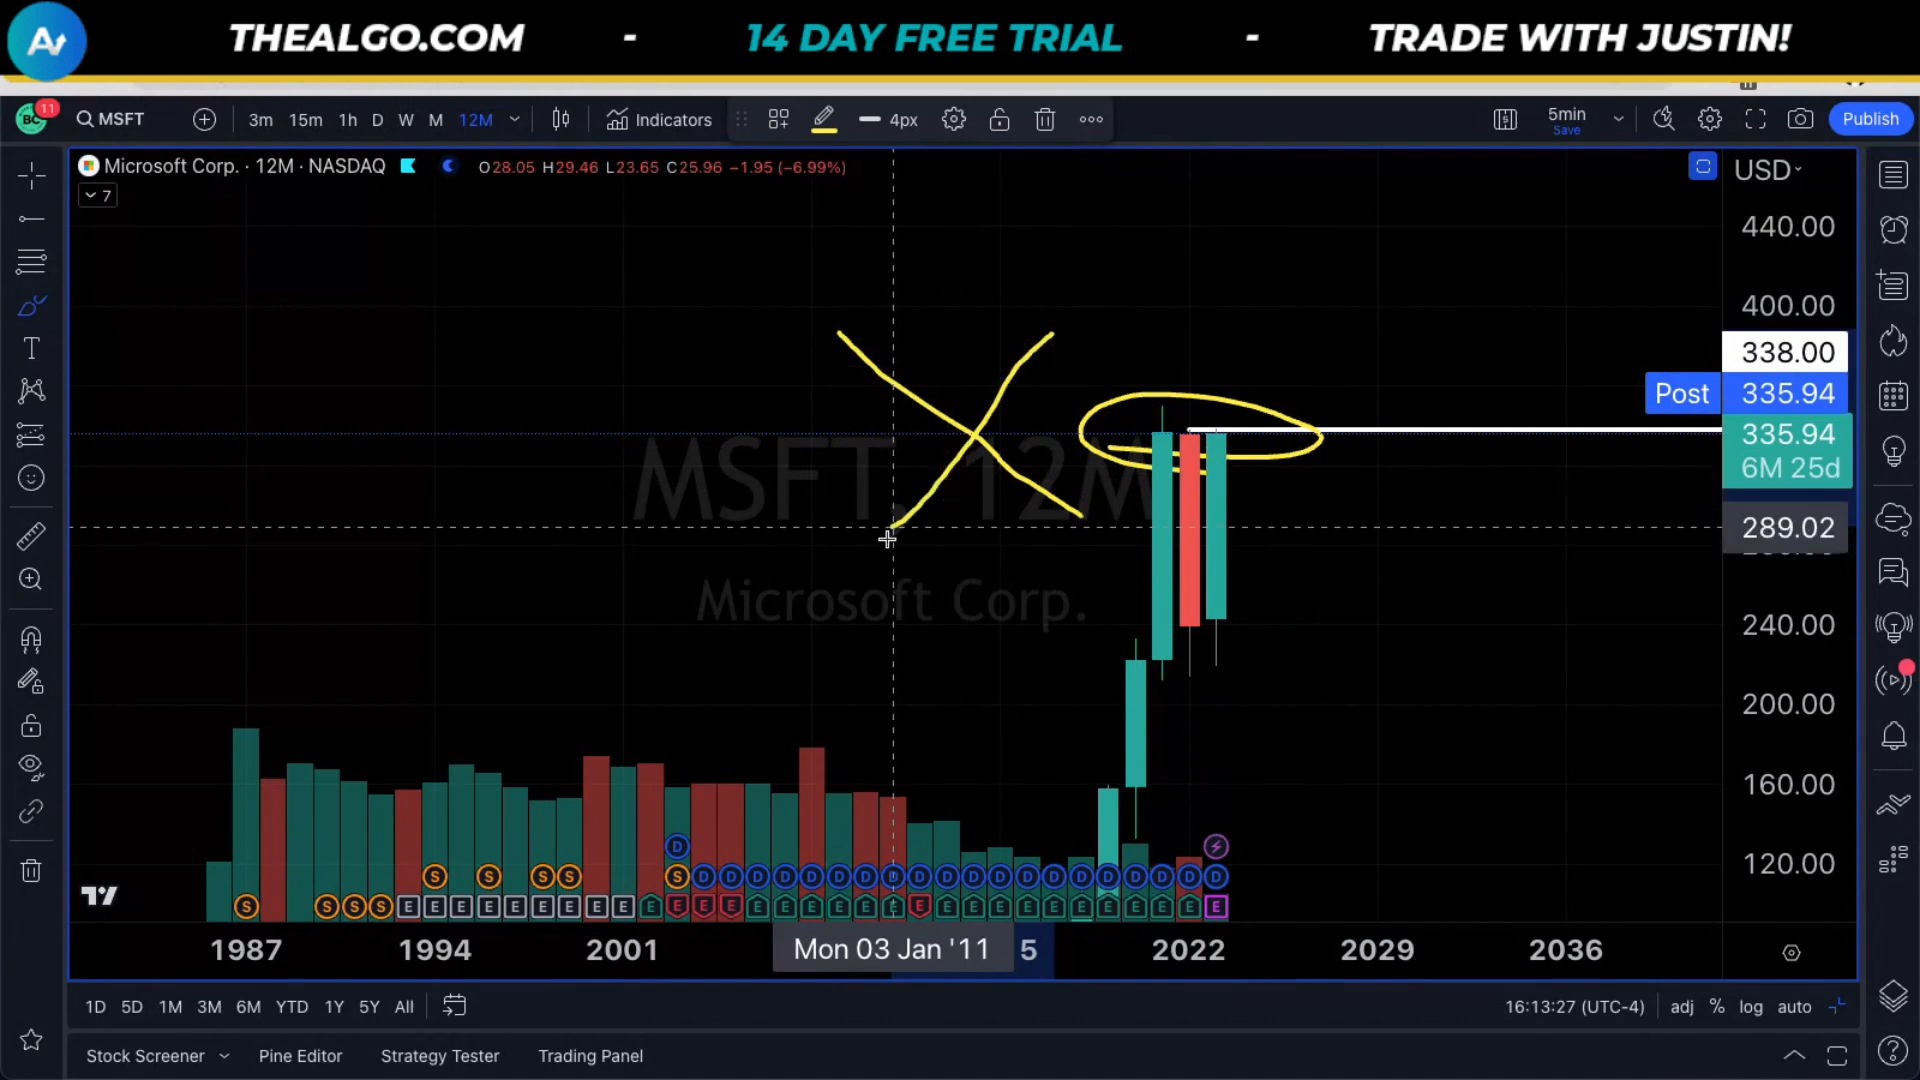 THEALGO.COM - 14 DAY FREE TRIAL - TRADE WITH JUSTIN!
11
MSFT 3m 15m 1h D W M 12M Indicators 4px 5min Save Publish
Microsoft Corp. · 12M · NASDAQ O28.05 H29.46 L23.65 C25.96 −1.95 (−6.99%) USD
7
440.00
400.00
338.00
Post 335.94
335.94
6M 25d
MSFT, 12M
289.02
Microsoft Corp.
240.00
200.00
160.00
D
120.00
S S S S S D D D D D D D D D D D D D D D D D D D D
S S S S E E E E E E E E E E E E E E E E E E E E E E E E E E E E E E E
1987 1994 2001 Mon 03 Jan '11 5 2022 2029 2036
1D 5D 1M 3M 6M YTD 1Y 5Y All 16:13:27 (UTC-4) adj % log auto
Stock Screener Pine Editor Strategy Tester Trading Panel